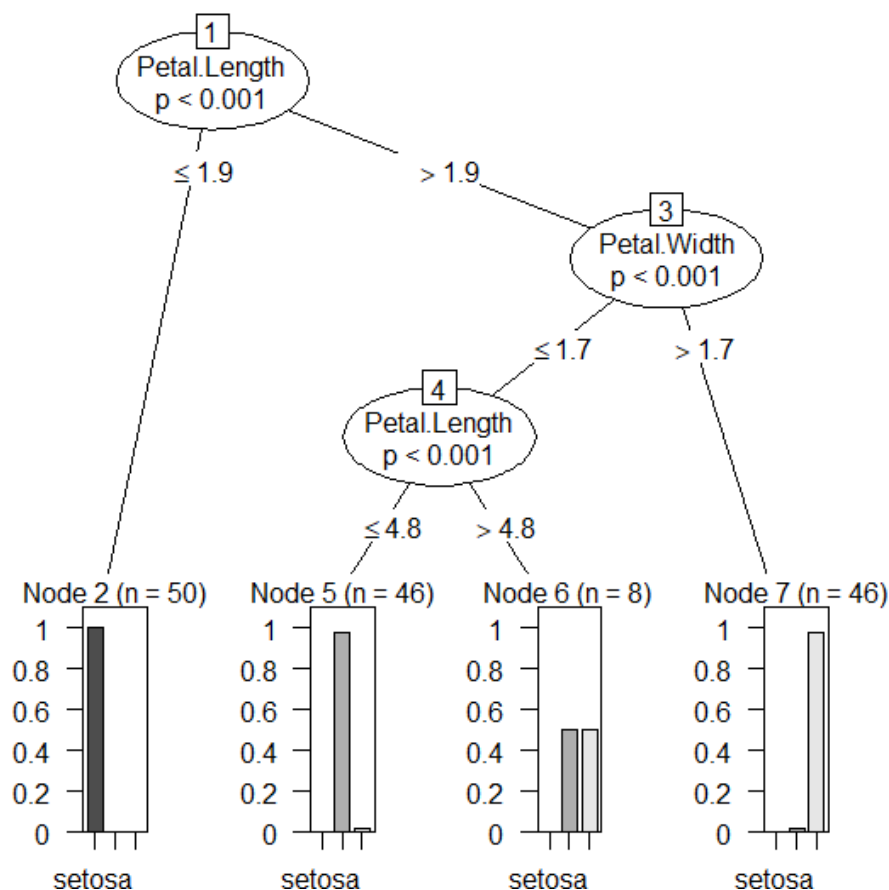 1
Petal.Length
p < 0.001
≤ 1.9
> 1.9
3
Petal.Width
p < 0.001
≤ 1.7
> 1.7
4
Petal.Length
p < 0.001
≤ 4.8
> 4.8
Node 2 (n = 50)
1
0.8
0.6
0.4
0.2
0
setosa
Node 5 (n = 46)
1
0.8
0.6
0.4
0.2
0
setosa
Node 6 (n = 8)
1
0.8
0.6
0.4
0.2
0
setosa
Node 7 (n = 46)
1
0.8
0.6
0.4
0.2
0
setosa